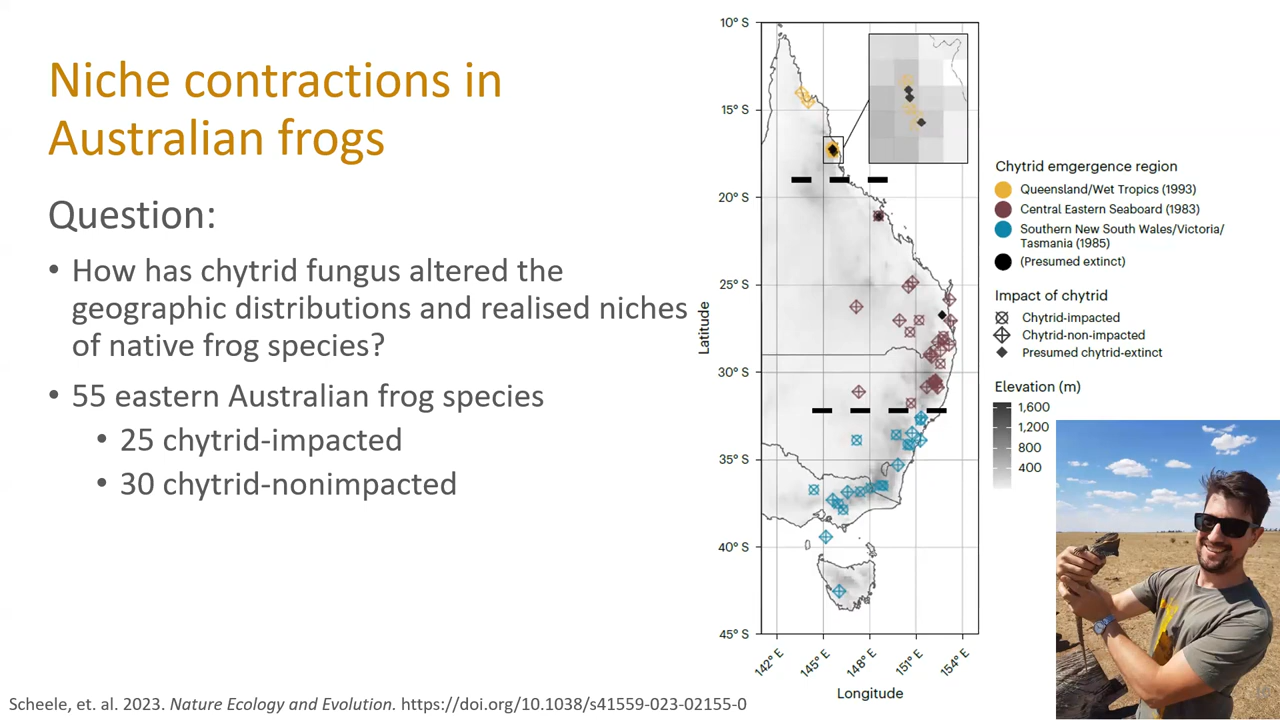 Niche contractions in
Australian frogs
Question:
• How has chytrid fungus altered the
geographic distributions and realised niches
of native frog species?
• 55 eastern Australian frog species
• 25 chytrid-impacted
• 30 chytrid-nonimpacted
Scheele, et. al. 2023. Nature Ecology and Evolution. https://doi.org/10.1038/s41559-023-02155-0
10° S
15° S
20° S
25° S
30° S
35° S
40° S
45° S
Latitude
142° E
145° E
148° E
151° E
154° E
Longitude
Chytrid emgergence region
Queensland/Wet Tropics (1993)
Central Eastern Seaboard (1983)
Southern New South Wales/Victoria/
Tasmania (1985)
(Presumed extinct)
Impact of chytrid
Chytrid-impacted
Chytrid-non-impacted
Presumed chytrid-extinct
Elevation (m)
1,600
1,200
800
400